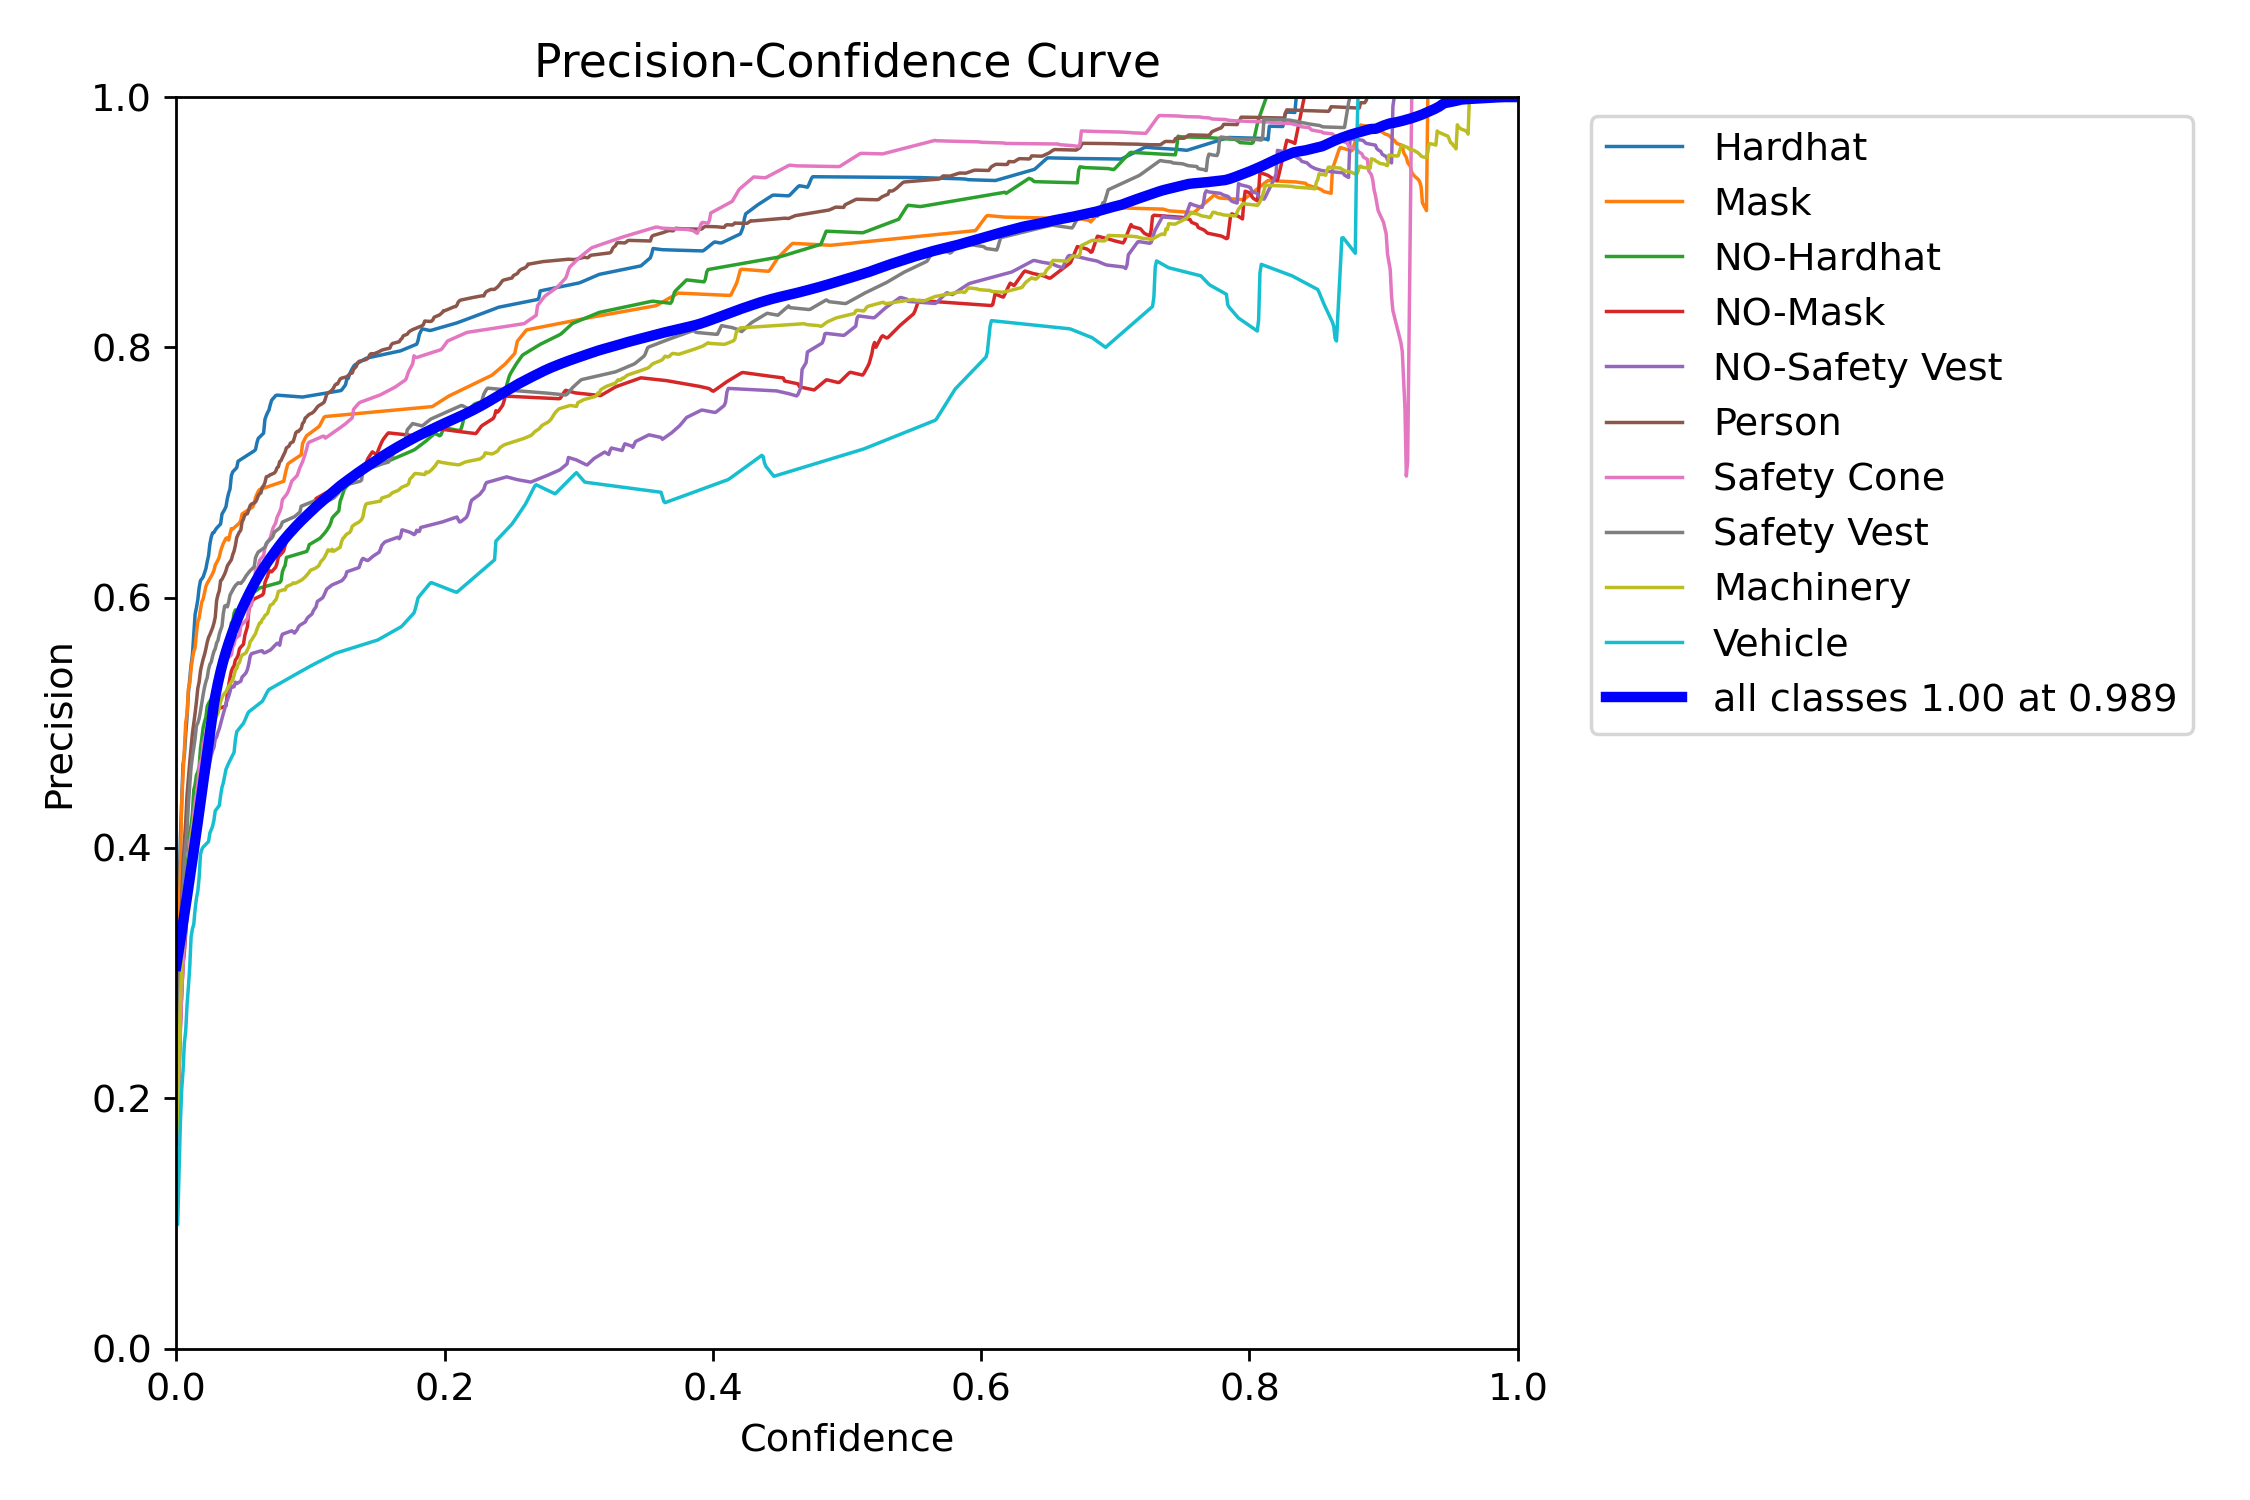 Precision-Confidence Curve
1.0
0.8
0.6
0.4
0.2
0.0
Precision
0.0 0.2 0.4 0.6 0.8 1.0
Confidence
Hardhat
Mask
NO-Hardhat
NO-Mask
NO-Safety Vest
Person
Safety Cone
Safety Vest
Machinery
Vehicle
all classes 1.00 at 0.989